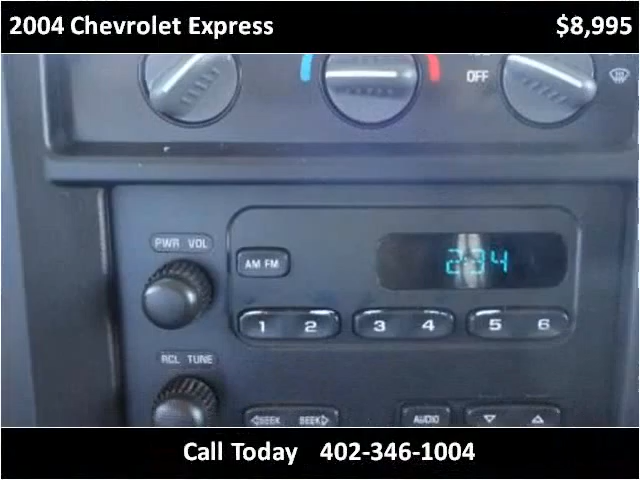 2004 Chevrolet Express $8,995
OFF
PWR VOL
AM FM
2:34
1 2 3 4 5 6
RCL TUNE
SEEK SEEK AUDIO
Call Today 402-346-1004